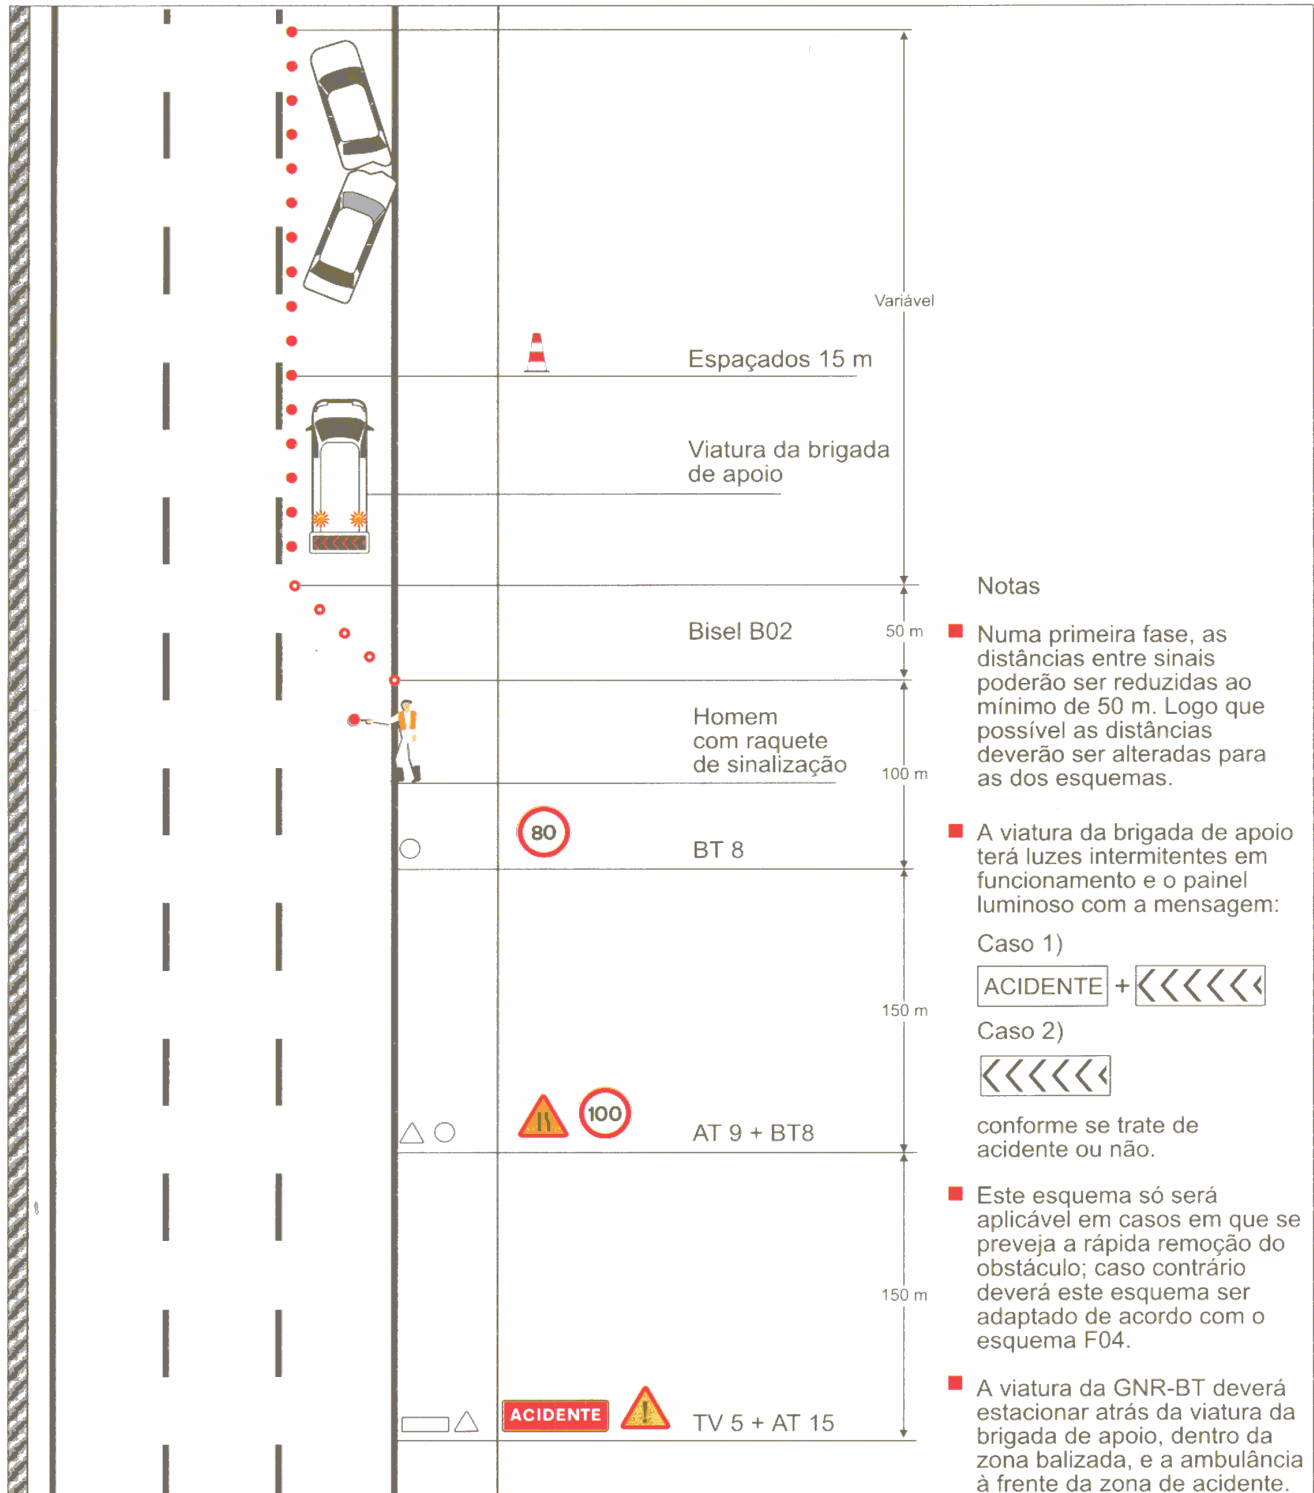 Variável
Espaçados 15 m
Viatura da brigada
de apoio
Bisel B02
50 m
Homem
com raquete
de sinalização
100 m
80
BT 8
150 m
100
AT 9 + BT8
150 m
ACIDENTE
!
TV 5 + AT 15
Notas
Numa primeira fase, as
distâncias entre sinais
poderão ser reduzidas ao
mínimo de 50 m. Logo que
possível as distâncias
deverão ser alteradas para
as dos esquemas.
A viatura da brigada de apoio
terá luzes intermitentes em
funcionamento e o painel
luminoso com a mensagem:
Caso 1)
ACIDENTE +
Caso 2)
conforme se trate de
acidente ou não.
Este esquema só será
aplicável em casos em que se
preveja a rápida remoção do
obstáculo; caso contrário
deverá este esquema ser
adaptado de acordo com o
esquema F04.
A viatura da GNR-BT deverá
estacionar atrás da viatura da
brigada de apoio, dentro da
zona balizada, e a ambulância
à frente da zona de acidente.